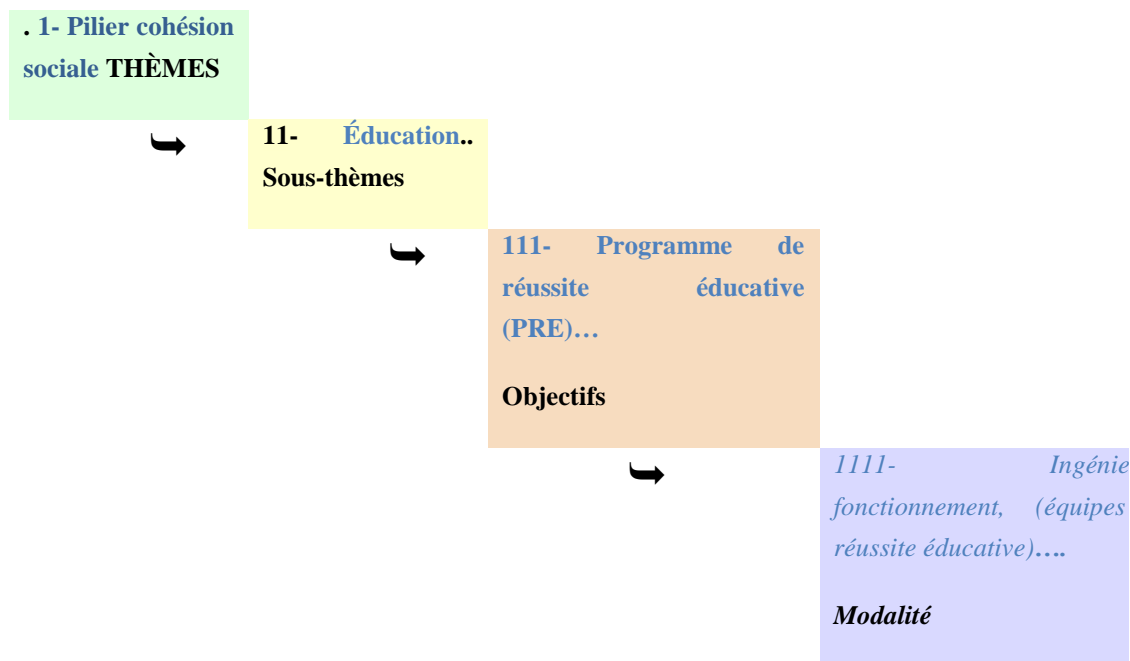 . 1- Pilier cohésion
sociale THÈMES
11- Éducation..
Sous-thèmes
111- Programme de
réussite éducative
(PRE)…
Objectifs
1111- Ingénie
fonctionnement, (équipes
réussite éducative)….
Modalité